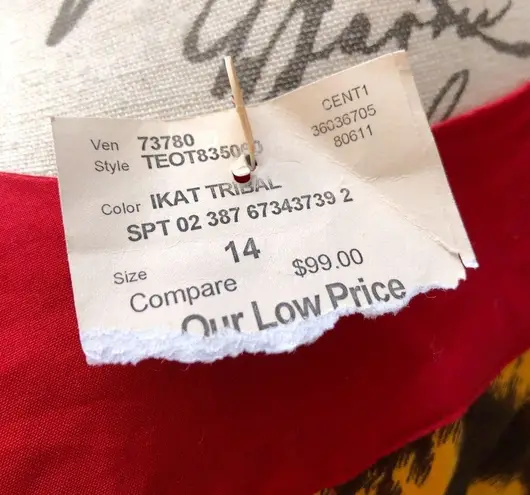 CENT1
36036705
80611
Ven 73780
Style TEOT835060
Color IKAT TRIBAL
SPT 02 387 67343739 2
Size 14
Compare $99.00
Our Low Price